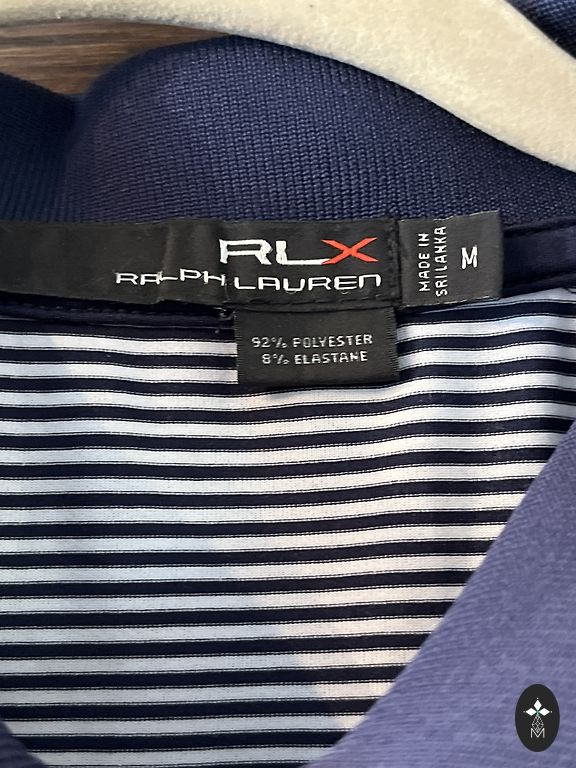 RLX
RALPH LAUREN
MADE IN
SRI LANKA
M
92% POLYESTER
8% ELASTANE
M